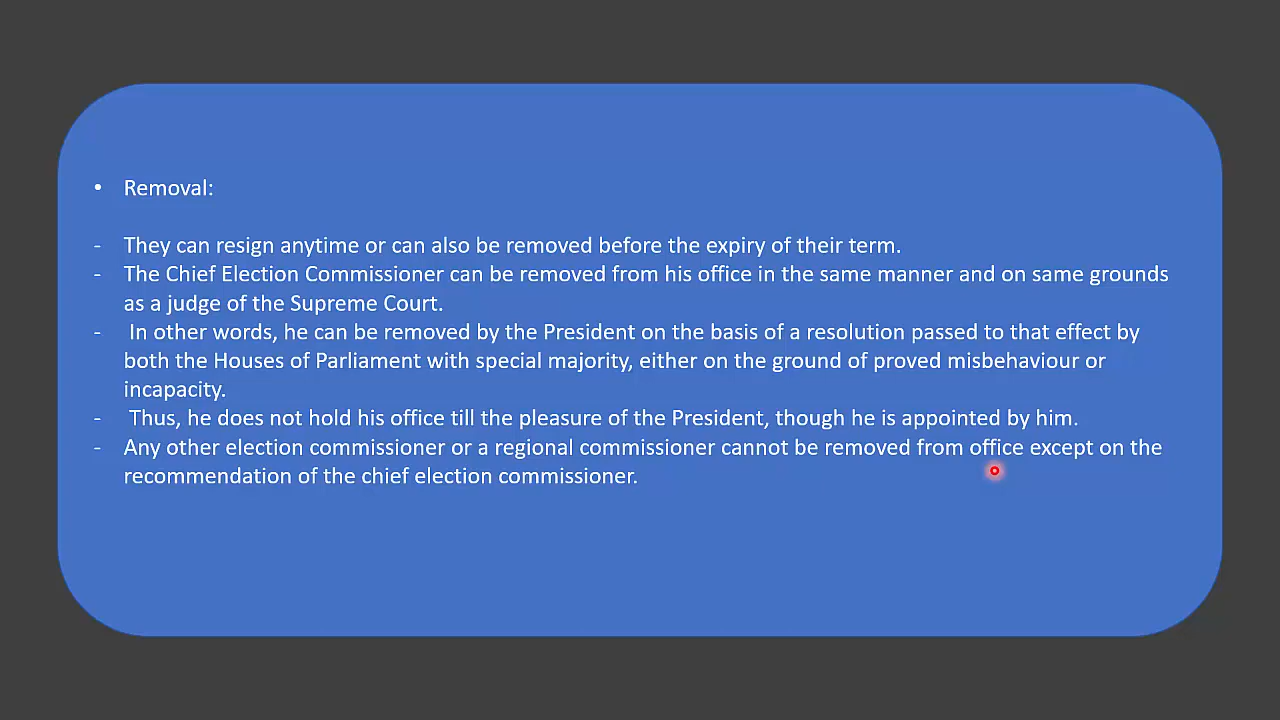 • Removal:
- They can resign anytime or can also be removed before the expiry of their term.
- The Chief Election Commissioner can be removed from his office in the same manner and on same grounds
as a judge of the Supreme Court.
- In other words, he can be removed by the President on the basis of a resolution passed to that effect by
both the Houses of Parliament with special majority, either on the ground of proved misbehaviour or
incapacity.
- Thus, he does not hold his office till the pleasure of the President, though he is appointed by him.
- Any other election commissioner or a regional commissioner cannot be removed from office except on the
recommendation of the chief election commissioner.